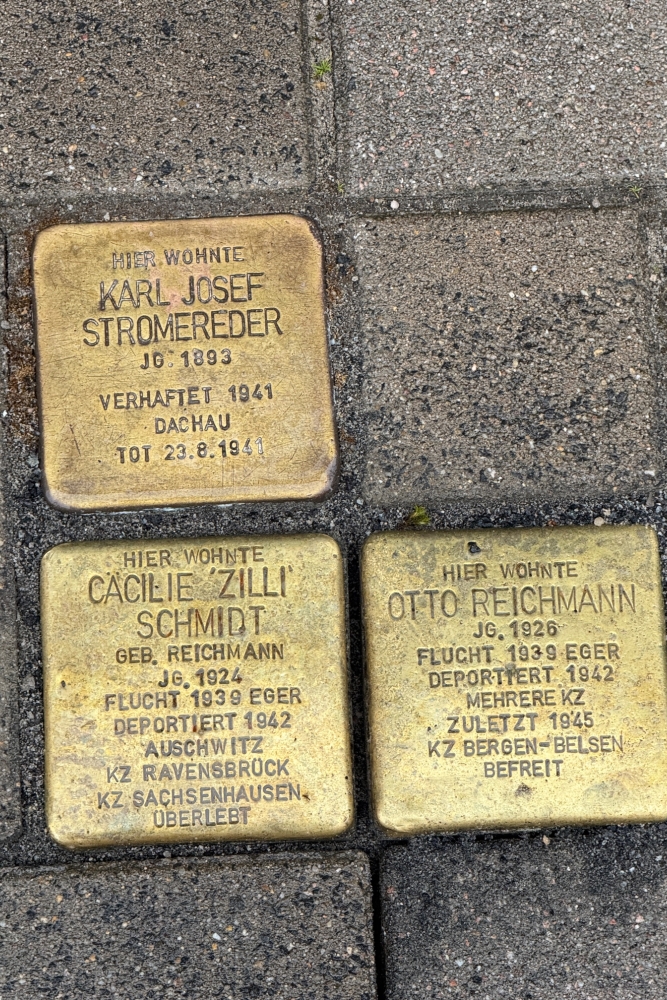 HIER WOHNTE
KARL JOSEF
STROMEREDER
JG. 1893
VERHAFTET 1941
DACHAU
TOT 23.8.1941
HIER WOHNTE
CÄCILIE 'ZILLI'
SCHMIDT
GEB. REICHMANN
JG. 1924
FLUCHT 1939 EGER
DEPORTIERT 1942
AUSCHWITZ
KZ RAVENSBRÜCK
KZ SACHSENHAUSEN
ÜBERLEBT
HIER WOHNTE
OTTO REICHMANN
JG. 1926
FLUCHT 1939 EGER
DEPORTIERT 1942
MEHRERE KZ
ZULETZT 1945
KZ BERGEN-BELSEN
BEFREIT